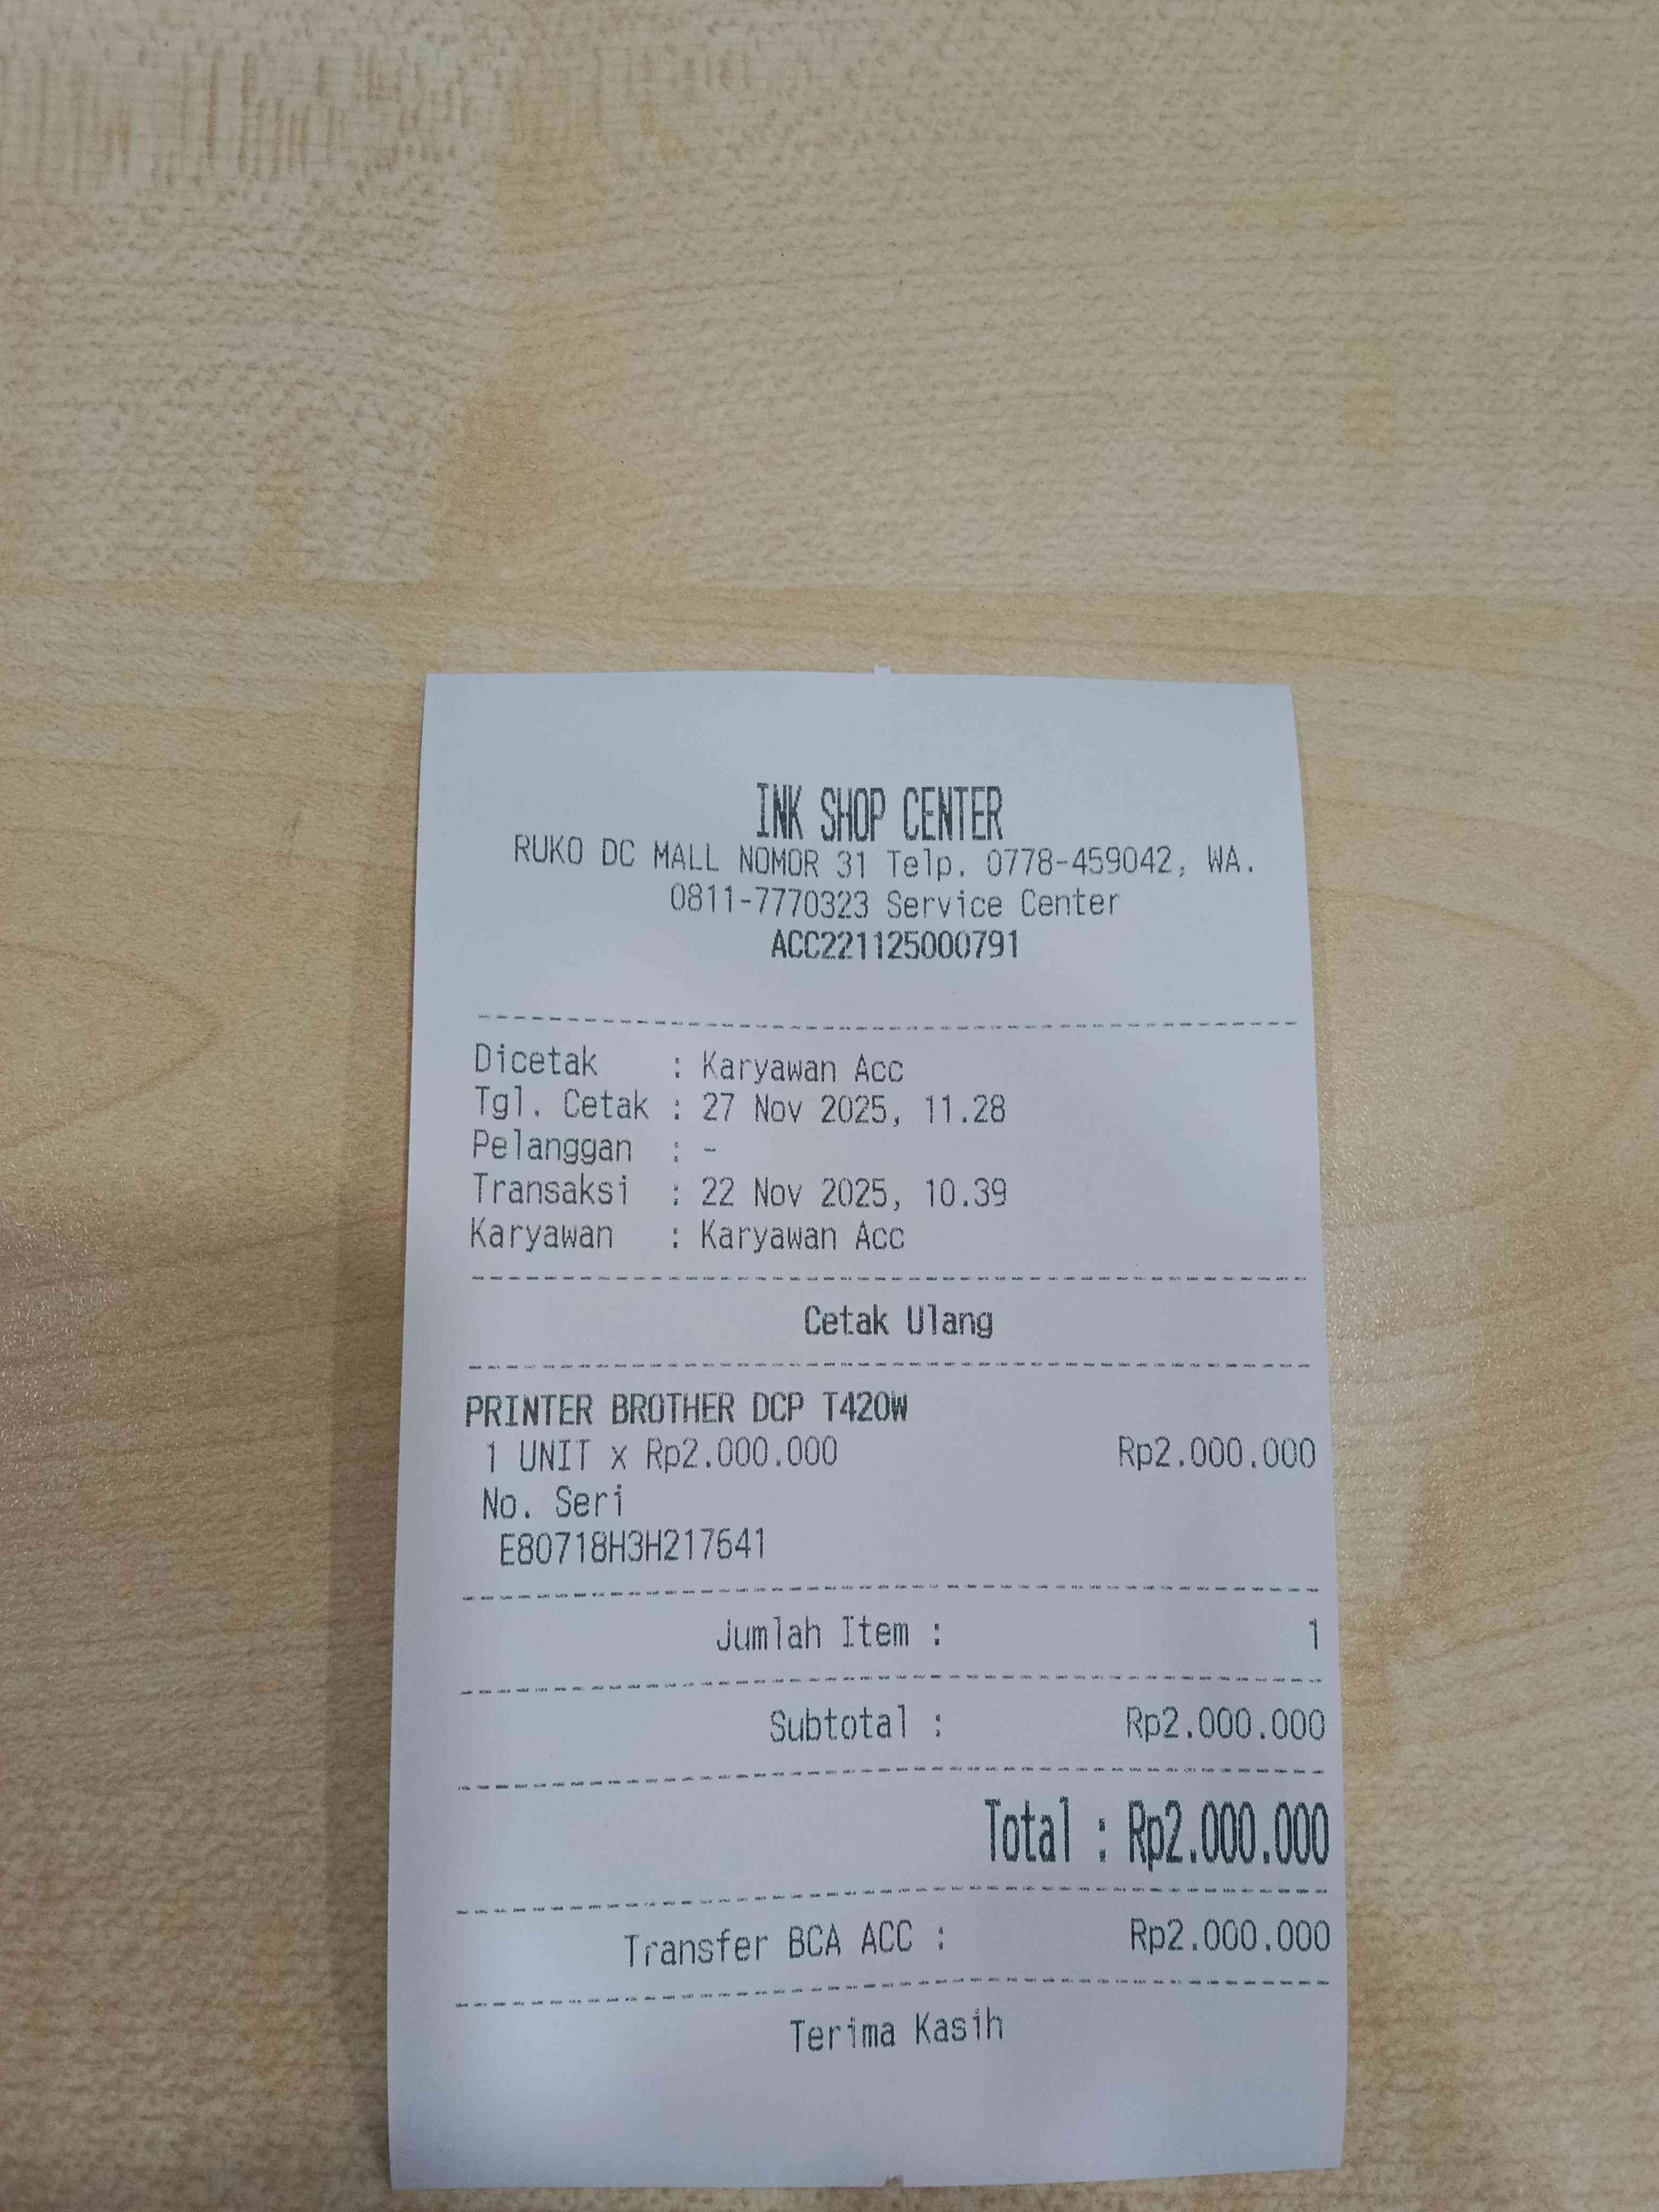 INK SHOP CENTER
RUKO DC MALL NOMOR 31 Telp. 0778-459042, WA.
0811-7770323 Service Center
ACC221125000791
Dicetak : Karyawan Acc
Tgl. Cetak : 27 Nov 2025, 11.28
Pelanggan : -
Transaksi : 22 Nov 2025, 10.39
Karyawan : Karyawan Acc
Cetak Ulang
PRINTER BROTHER DCP T420W
1 UNIT x Rp2.000.000 Rp2.000.000
No. Seri
E80718H3H217641
Jumlah Item : 1
Subtotal : Rp2.000.000
Total : Rp2.000.000
Transfer BCA ACC : Rp2.000.000
Terima Kasih